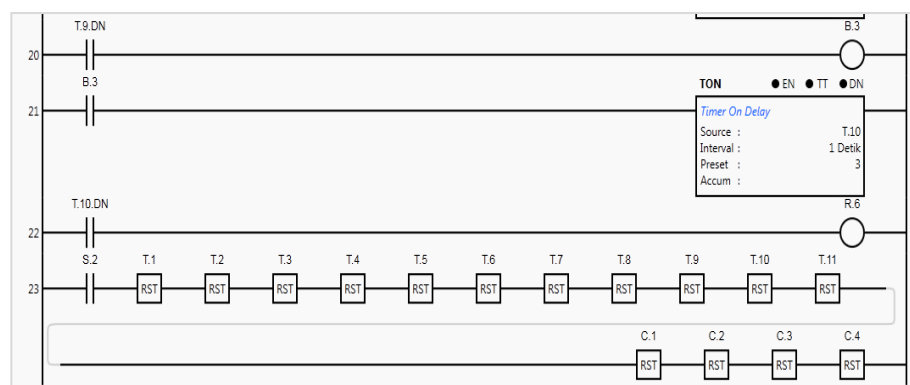 T.9.DN B.3
20
B.3
TON EN TT DN
21
Timer On Delay
Source : T.10
Interval : 1 Detik
Preset : 3
Accum :
T.10.DN R.6
22
S.2 T.1 T.2 T.3 T.4 T.5 T.6 T.7 T.8 T.9 T.10 T.11
23 RST RST RST RST RST RST RST RST RST RST RST
C.1 C.2 C.3 C.4
RST RST RST RST